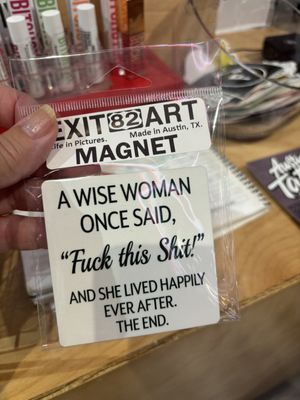 EXIT 82 ART
Life in Pictures. Made in Austin, TX.
MAGNET
A WISE WOMAN
ONCE SAID,
"Fuck this Shit!"
AND SHE LIVED HAPPILY
EVER AFTER.
THE END.